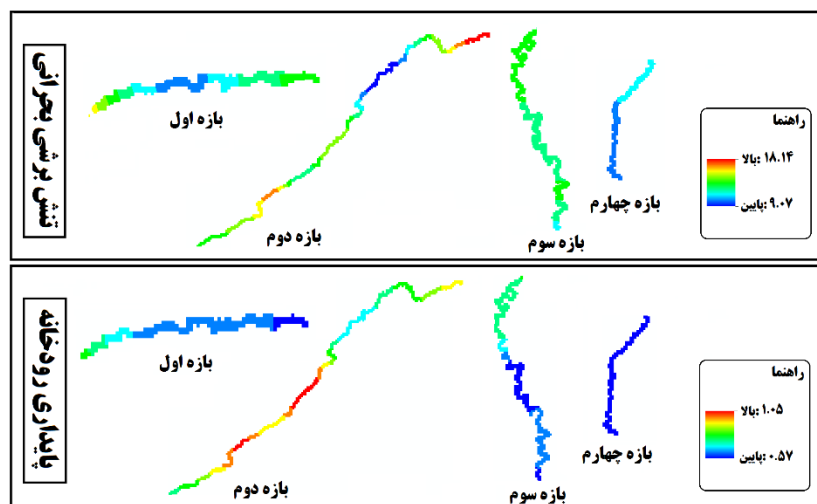 تنش برشی بحرانی
بازه اول
بازه دوم
بازه سوم
بازه چهارم
راهنما
بالا: ۱۸.۱۴
پایین: ۹.۰۷
پایداری رودخانه
بازه اول
بازه دوم
بازه سوم
بازه چهارم
راهنما
بالا: ۱.۰۵
پایین: ۰.۵۷